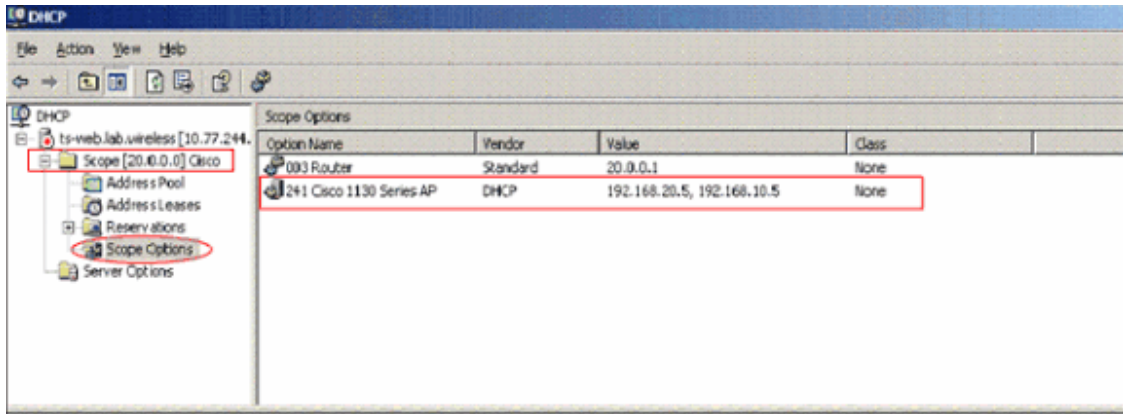 DHCP
File Action View Help
DHCP
Scope Options
ts-web.lab.wireless [10.77.244.
Option Name Vendor Value Class
Scope [20.0.0.0] Cisco
003 Router Standard 20.0.0.1 None
Address Pool
241 Cisco 1130 Series AP DHCP 192.168.20.5, 192.168.10.5 None
Address Leases
Reservations
Scope Options
Server Options